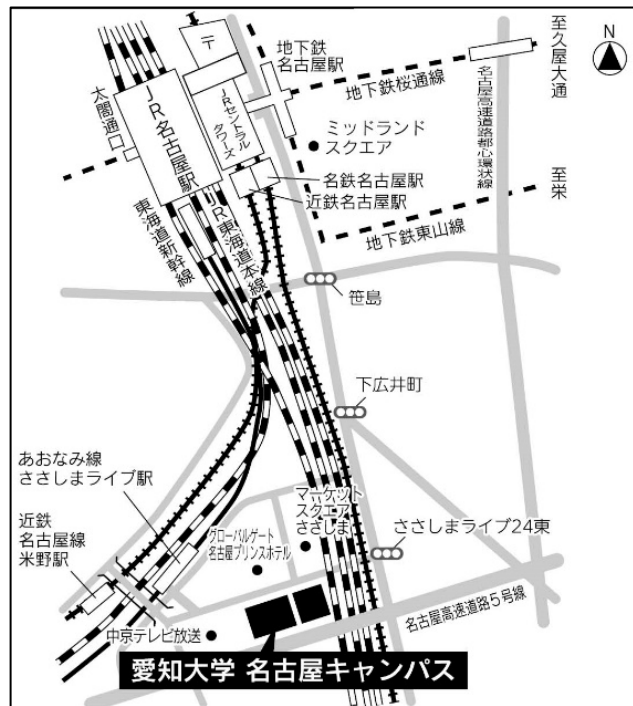 〒
地下鉄
名古屋駅
至久屋大通
N
太閤通口
JR名古屋駅
JRセントラル
タワーズ
地下鉄桜通線
名古屋高速道路都心環状線
ミッドランド
スクエア
名鉄名古屋駅
近鉄名古屋駅
至栄
地下鉄東山線
東海道新幹線
JR東海道本線
笹島
下広井町
あおなみ線
ささしまライブ駅
マーケット
スクエア
ささしま
近鉄
名古屋線
米野駅
グローバルゲート
名古屋プリンスホテル
ささしまライブ24東
中京テレビ放送
名古屋高速道路5号線
愛知大学 名古屋キャンパス